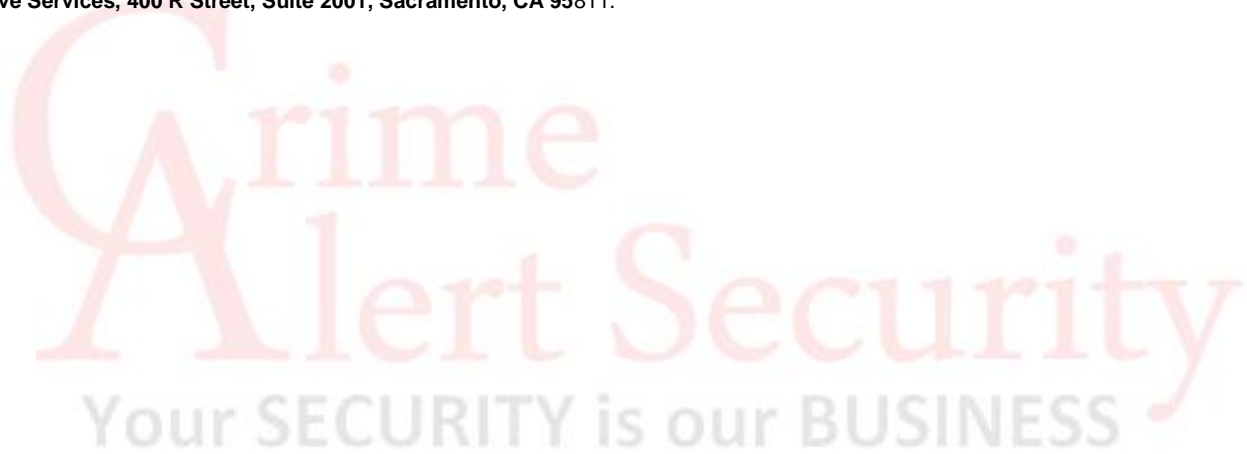 ve Services, 400 R Street, Suite 2001, Sacramento, CA 95811.
Crime
Alert Security
Your SECURITY is our BUSINESS